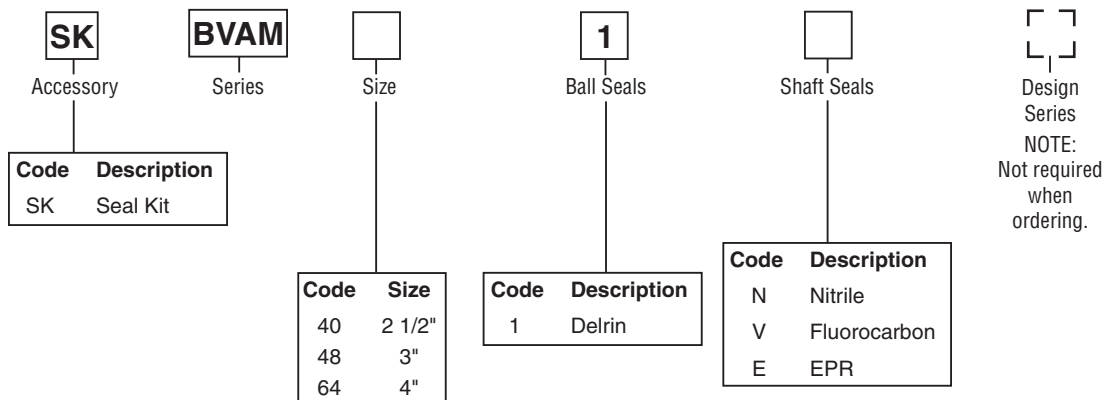 SK BVAM 1
Accessory Series Size Ball Seals Shaft Seals Design
Series
NOTE:
Not required
when
ordering.
Code Description
SK Seal Kit
Code Size
40 2 1/2"
48 3"
64 4"
Code Description
1 Delrin
Code Description
N Nitrile
V Fluorocarbon
E EPR